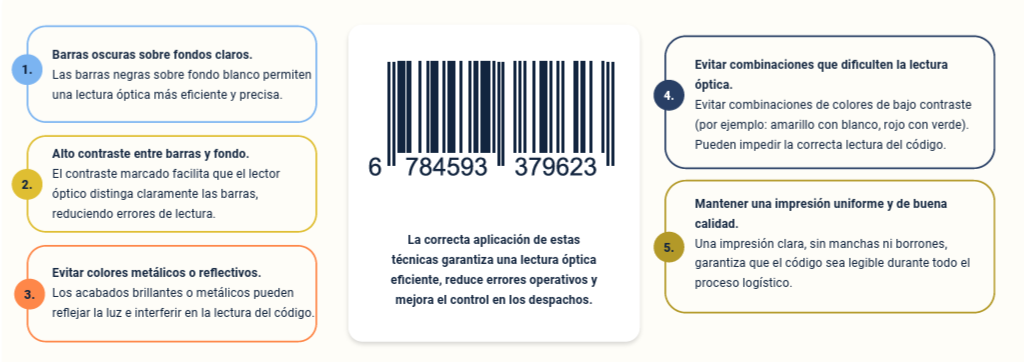 1.
Barras oscuras sobre fondos claros.
Las barras negras sobre fondo blanco permiten
una lectura óptica más eficiente y precisa.
2.
Alto contraste entre barras y fondo.
El contraste marcado facilita que el lector
óptico distinga claramente las barras,
reduciendo errores de lectura.
3.
Evitar colores metálicos o reflectivos.
Los acabados brillantes o metálicos pueden
reflejar la luz e interferir en la lectura del código.
6 784593 379623
La correcta aplicación de estas
técnicas garantiza una lectura óptica
eficiente, reduce errores operativos y
mejora el control en los despachos.
4.
Evitar combinaciones que dificulten la lectura
óptica.
Evitar combinaciones de colores de bajo contraste
(por ejemplo: amarillo con blanco, rojo con verde).
Pueden impedir la correcta lectura del código.
5.
Mantener una impresión uniforme y de buena
calidad.
Una impresión clara, sin manchas ni borrones,
garantiza que el código sea legible durante todo el
proceso logístico.